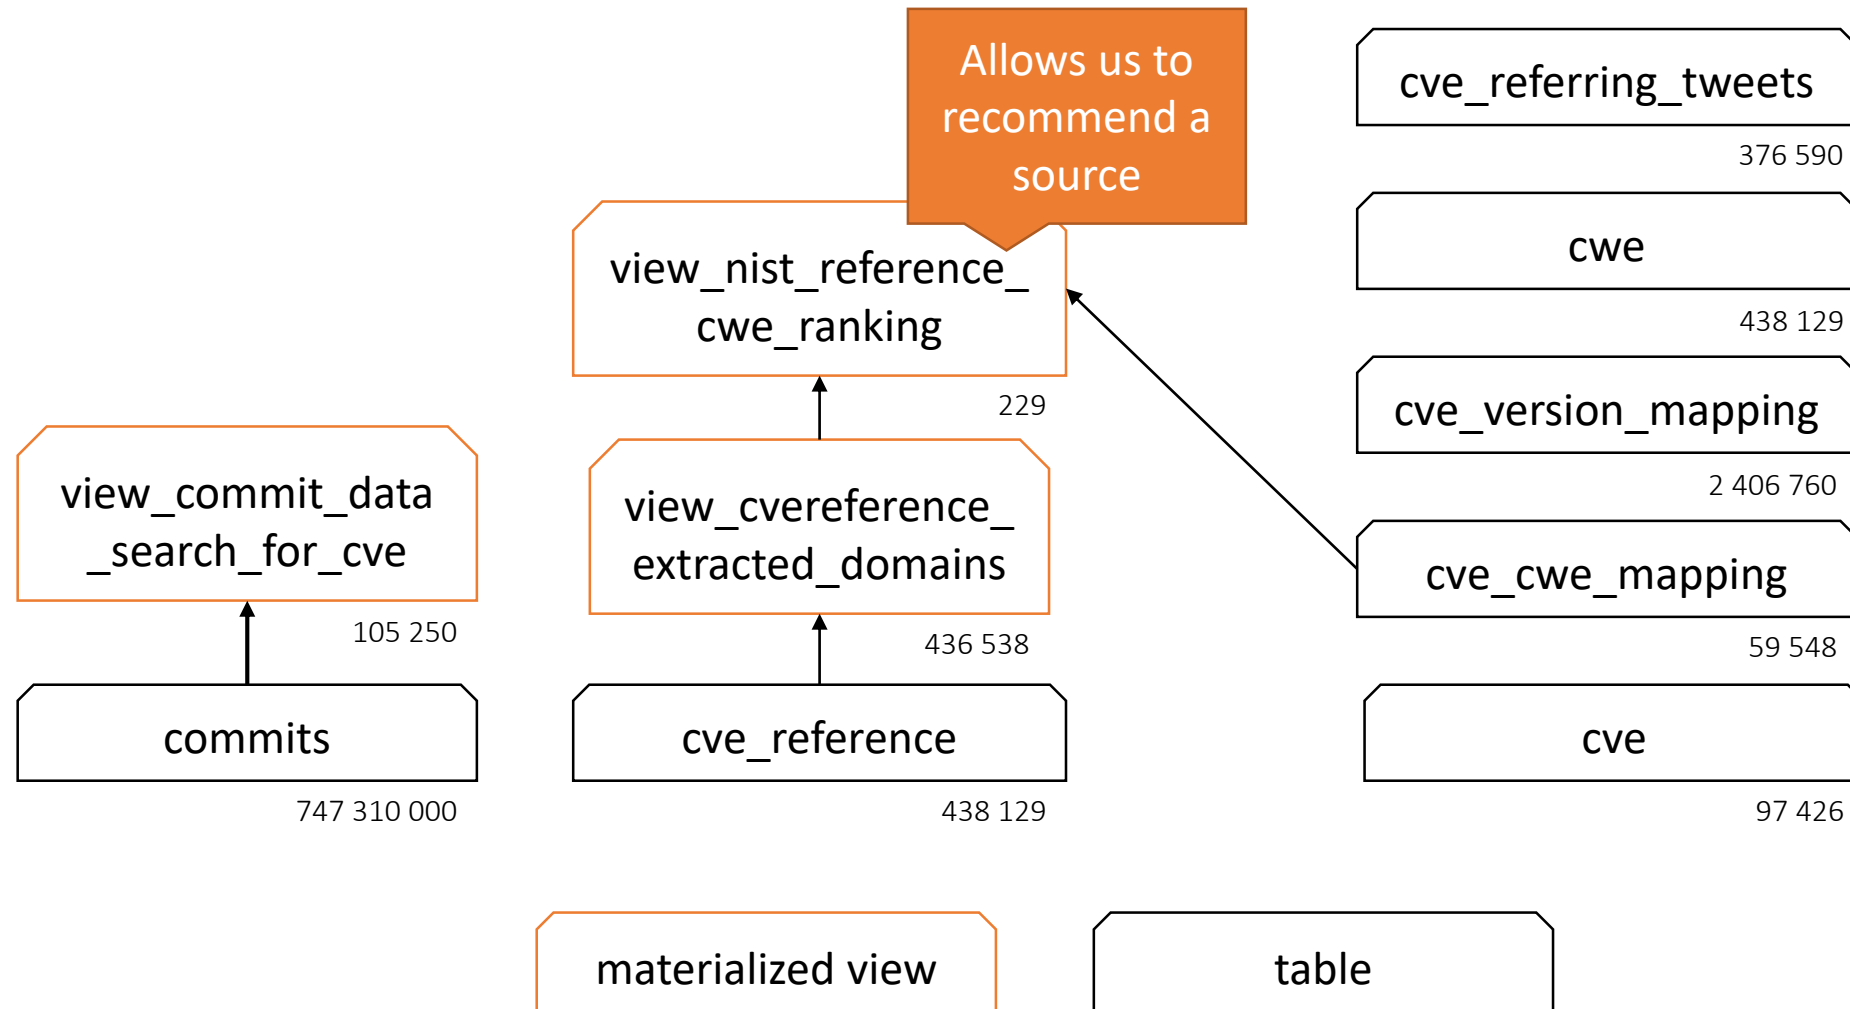 Allows us to
recommend a
source
view_nist_reference_
cwe_ranking
229
view_commit_data
_search_for_cve
105 250
view_cvereference_
extracted_domains
436 538
commits
747 310 000
cve_reference
438 129
cve_referring_tweets
376 590
cwe
438 129
cve_version_mapping
2 406 760
cve_cwe_mapping
59 548
cve
97 426
materialized view
table